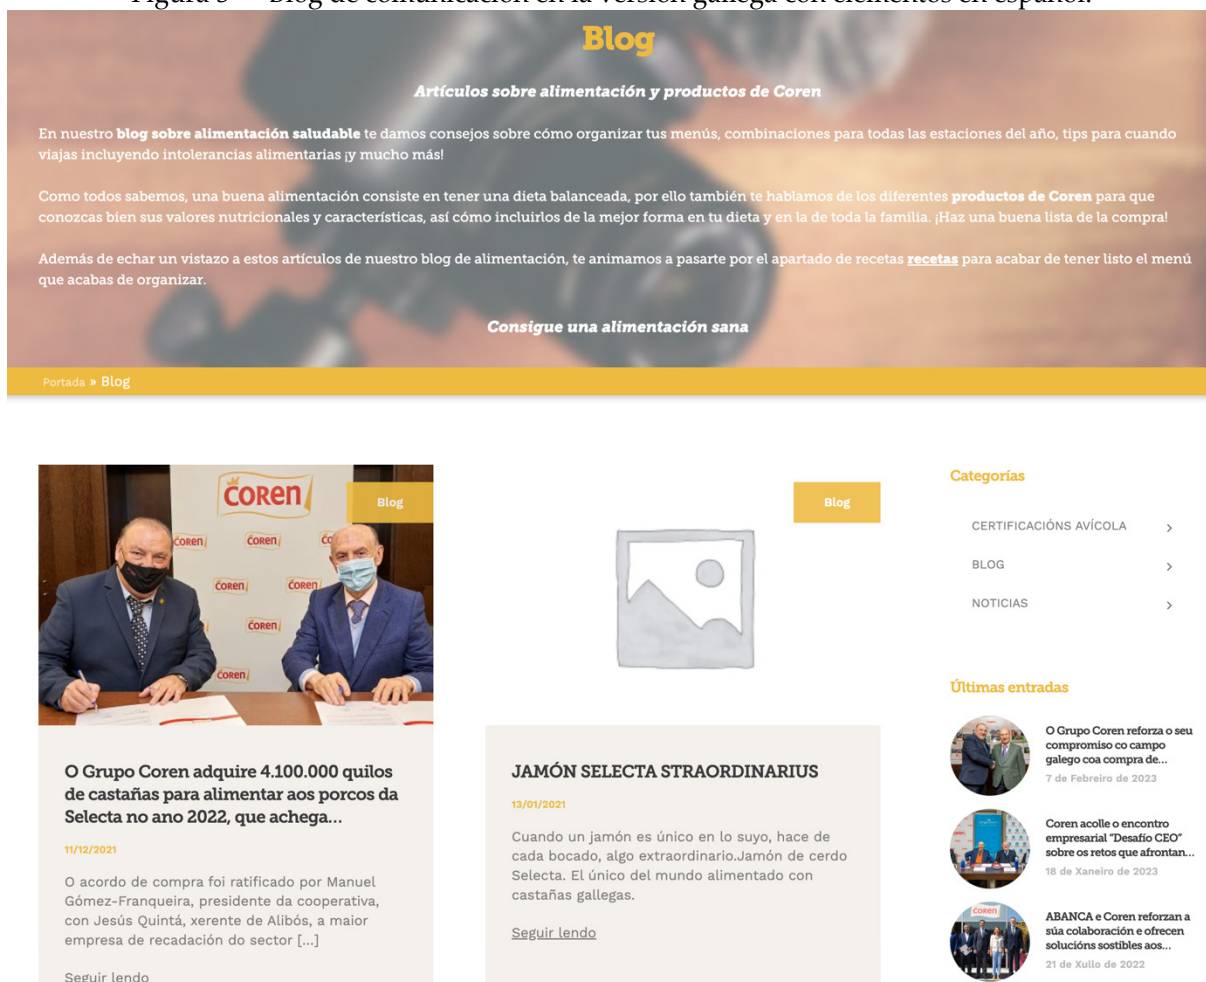 Figura 3 — Blog de comunicación en la versión gallega con elementos en español.
Blog
Artículos sobre alimentación y productos de Coren
En nuestro blog sobre alimentación saludable te damos consejos sobre cómo organizar tus menús, combinaciones para todas las estaciones del año, tips para cuando
viajas incluyendo intolerancias alimentarias ¡y mucho más!
Como todos sabemos, una buena alimentación consiste en tener una dieta balanceada, por ello también te hablamos de los diferentes productos de Coren para que
conozcas bien sus valores nutricionales y características, así cómo incluirlos de la mejor forma en tu dieta y en la de toda la familia. ¡Haz una buena lista de la compra!
Además de echar un vistazo a estos artículos de nuestro blog de alimentación, te animamos a pasarte por el apartado de recetas recetas para acabar de tener listo el menú
que acabas de organizar.
Consigue una alimentación sana
Portada » Blog
coren
Blog
coren
coren
co
coren
coren
coren
coren
O Grupo Coren adquire 4.100.000 quilos
de castañas para alimentar aos porcos da
Selecta no ano 2022, que achega...
11/12/2021
O acordo de compra foi ratificado por Manuel
Gómez-Franqueira, presidente da cooperativa,
con Jesús Quintá, xerente de Alibós, a maior
empresa de recadación do sector [...]
Seguir lendo
Blog
JAMÓN SELECTA STRAORDINARIUS
13/01/2021
Cuando un jamón es único en lo suyo, hace de
cada bocado, algo extraordinario.Jamón de cerdo
Selecta. El único del mundo alimentado con
castañas gallegas.
Seguir lendo
Categorías
CERTIFICACIÓNS AVÍCOLA
BLOG
NOTICIAS
Últimas entradas
O Grupo Coren reforza o seu
compromiso co campo
galego coa compra de...
7 de Febreiro de 2023
Coren acolle o encontro
empresarial “Desafío CEO”
sobre os retos que afrontan...
18 de Xaneiro de 2023
coren
ABANCA e Coren reforzan a
súa colaboración e ofrecen
solucións sostibles aos...
21 de Xullo de 2022